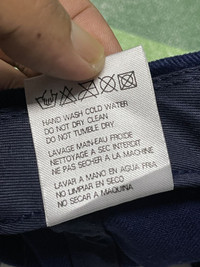 HAND WASH COLD WATER
DO NOT DRY CLEAN
DO NOT TUMBLE DRY
LAVAGE MAIN-EAU FROIDE
NETTOYAGE A SEC INTERDIT
NE PAS SECHER A LA MACHINE
LAVAR A MANO EN AGUA FRIA
NO LIMPIAR EN SECO
NO SECAR A MAQUINA